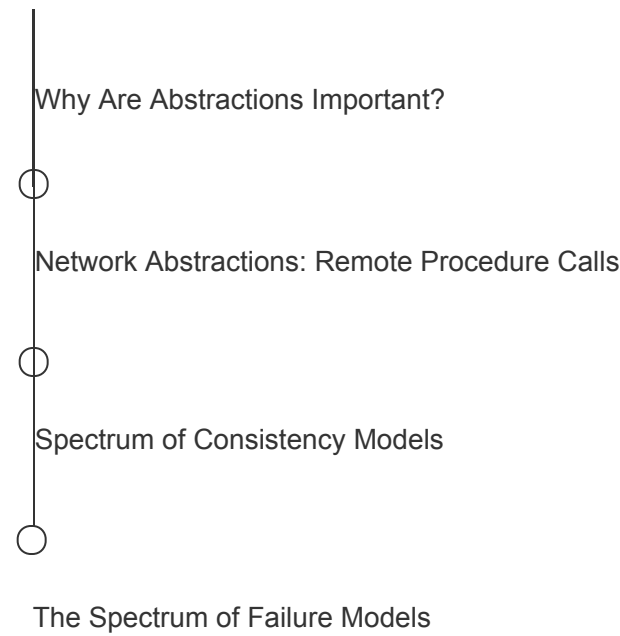 Why Are Abstractions Important?
Network Abstractions: Remote Procedure Calls
Spectrum of Consistency Models
The Spectrum of Failure Models